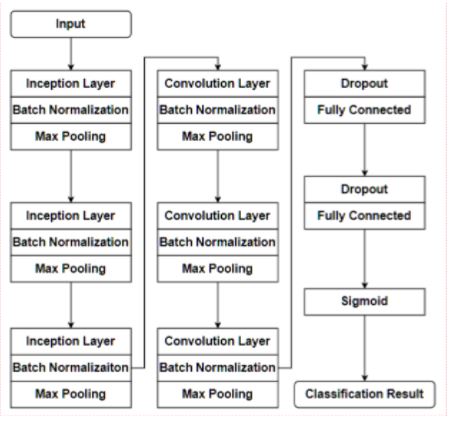 Input
Inception Layer
Batch Normalization
Max Pooling
Inception Layer
Batch Normalization
Max Pooling
Inception Layer
Batch Normalizaiton
Max Pooling
Convolution Layer
Batch Normalization
Max Pooling
Convolution Layer
Batch Normalization
Max Pooling
Convolution Layer
Batch Normalization
Max Pooling
Dropout
Fully Connected
Dropout
Fully Connected
Sigmoid
Classification Result